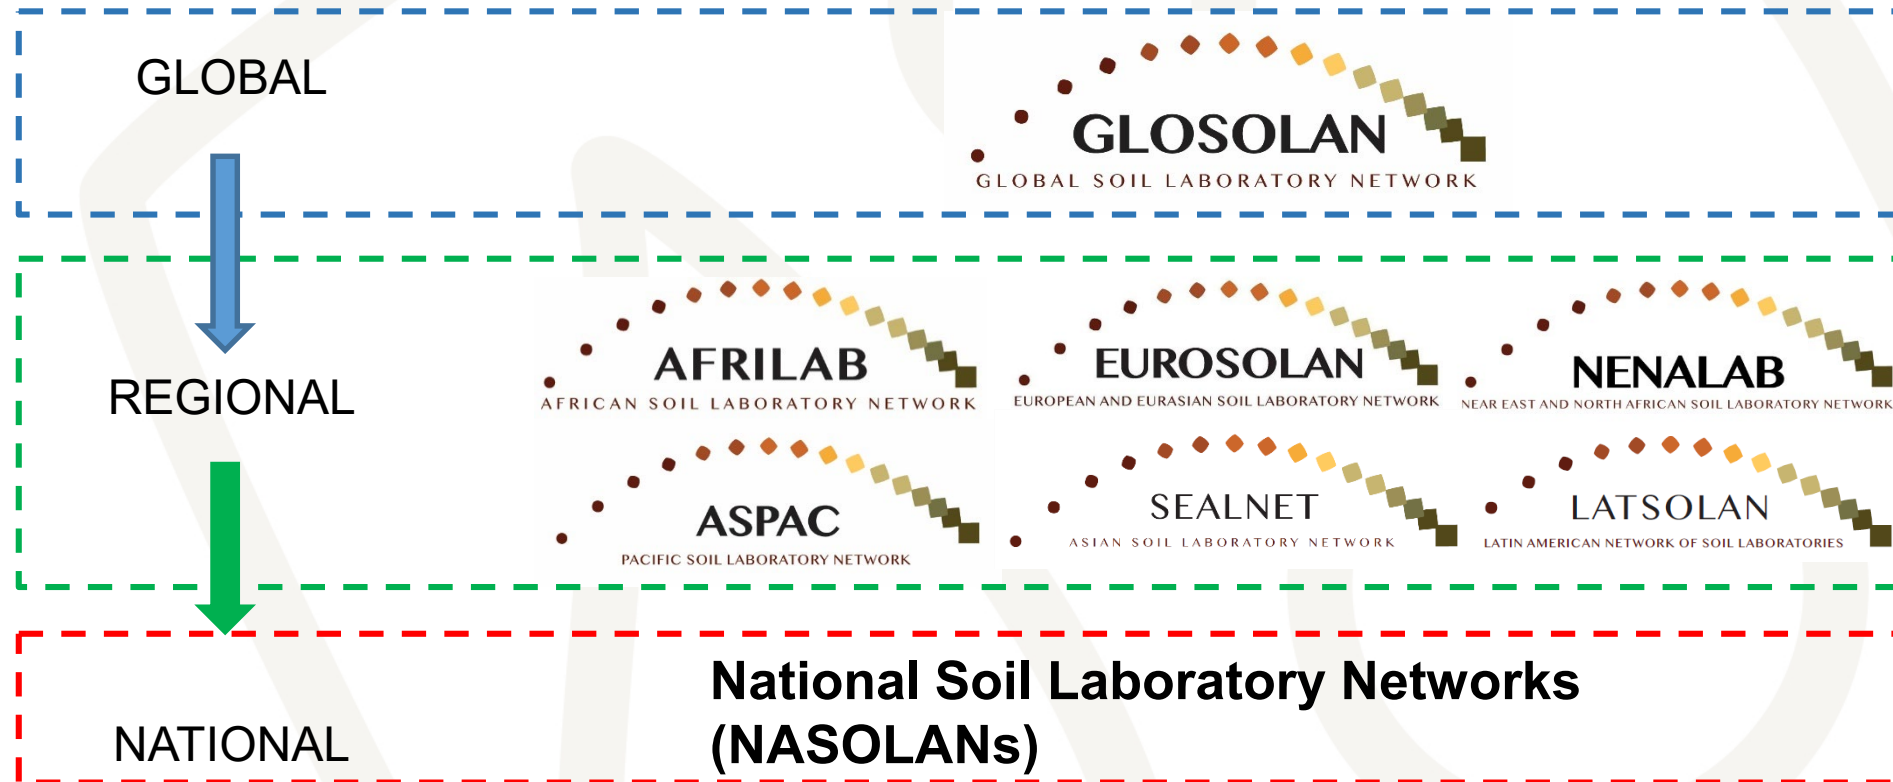 GLOBAL
GLOSOLAN
GLOBAL SOIL LABORATORY NETWORK
REGIONAL
AFRILAB
AFRICAN SOIL LABORATORY NETWORK
EUROSOLAN
EUROPEAN AND EURASIAN SOIL LABORATORY NETWORK
NENALAB
NEAR EAST AND NORTH AFRICAN SOIL LABORATORY NETWORK
ASPAC
PACIFIC SOIL LABORATORY NETWORK
SEALNET
ASIAN SOIL LABORATORY NETWORK
LATSOLAN
LATIN AMERICAN NETWORK OF SOIL LABORATORIES
NATIONAL
National Soil Laboratory Networks
(NASOLANs)